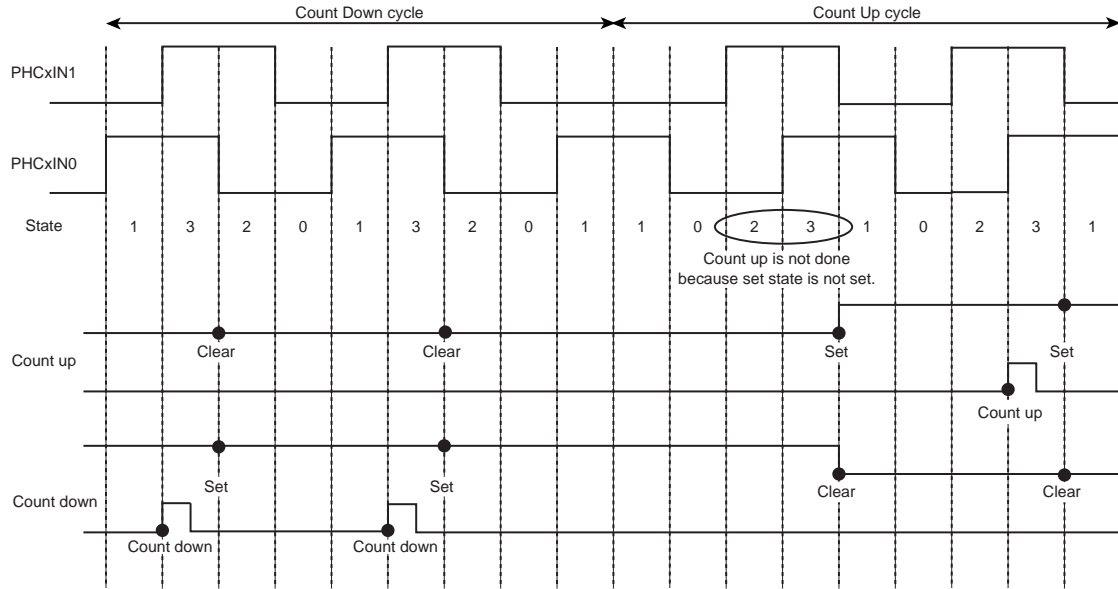 Count Down cycle
Count Up cycle
PHCxIN1
PHCxIN0
State
1 3 2 0 1 3 2 0 1 1 0 2 3 1 0 2 3 1
Count up is not done
because set state is not set.
Count up
Clear
Clear
Set
Set
Count up
Count down
Set
Set
Clear
Clear
Count down
Count down